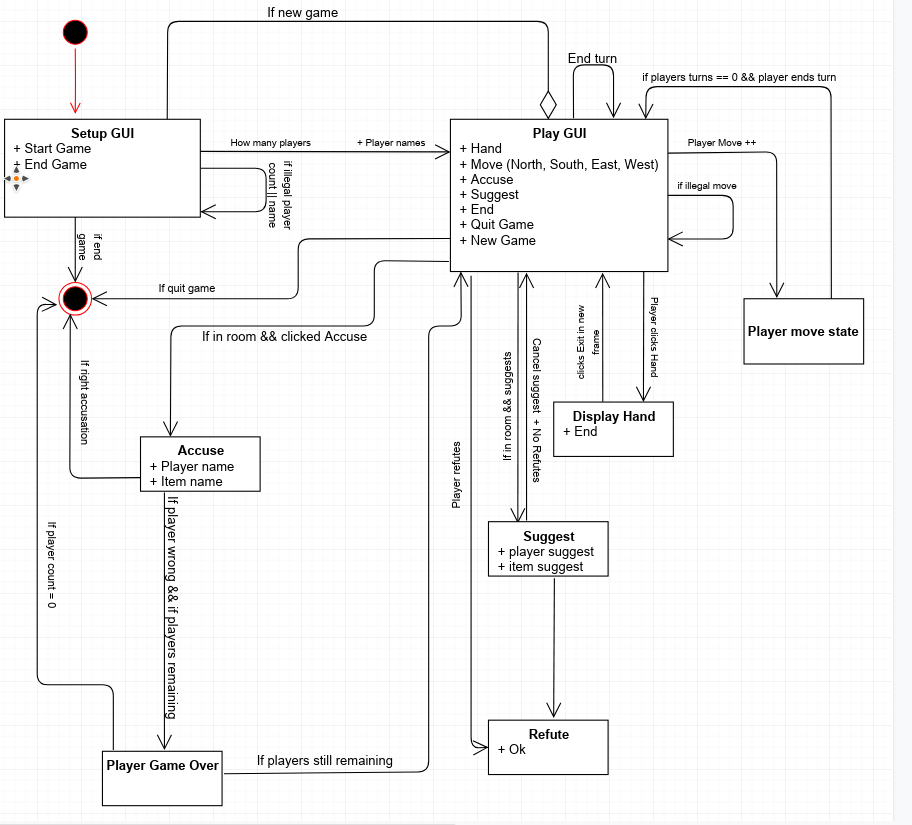 If new game
End turn
if players turns == 0 && player ends turn
Setup GUI
+ Start Game
+ End Game
How many players
+ Player names
if illegal player
count || name
Play GUI
+ Hand
+ Move (North, South, East, West)
+ Accuse
+ Suggest
+ End
+ Quit Game
+ New Game
Player Move ++
if illegal move
if end
game
If quit game
If in room && clicked Accuse
Player move state
clicks Exit in new
frame
Player clicks Hand
If in room && suggests
Cancel suggest + No Refutes
Display Hand
+ End
If right accusation
Accuse
+ Player name
+ Item name
Player refutes
If player wrong && if players remaining
If player count = 0
Suggest
+ player suggest
+ item suggest
Refute
+ Ok
Player Game Over
If players still remaining